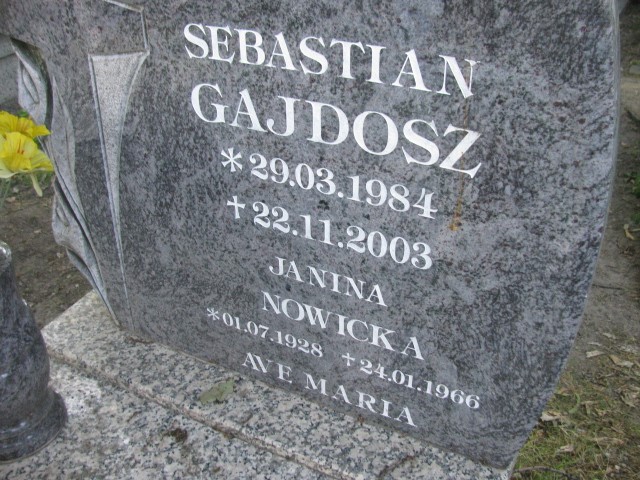 SEBASTIAN
GAJDOSZ
*29.03.1984
†22.11.2003
JANINA
NOWICKA
*01.07.1928 †24.01.1966
AVE MARIA